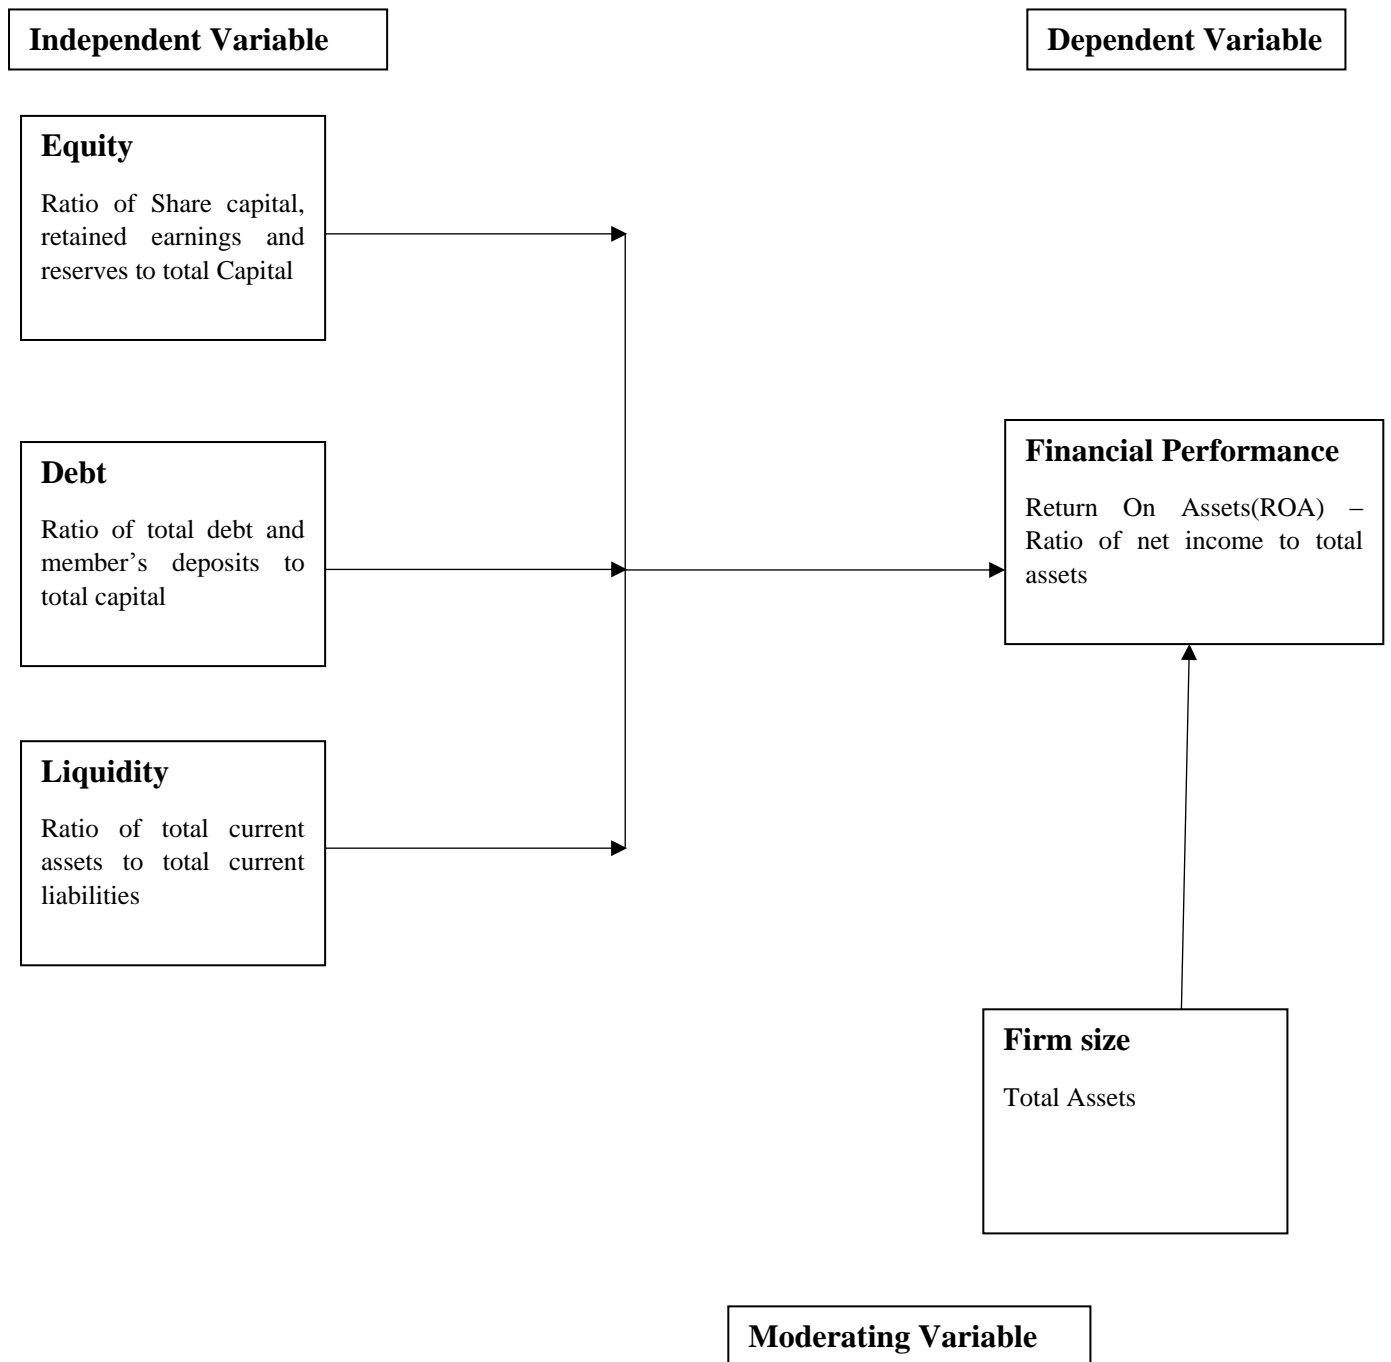 Independent Variable
Dependent Variable
Equity
Ratio of Share capital,
retained earnings and
reserves to total Capital
Debt
Ratio of total debt and
member’s deposits to
total capital
Financial Performance
Return On Assets(ROA) –
Ratio of net income to total
assets
Liquidity
Ratio of total current
assets to total current
liabilities
Firm size
Total Assets
Moderating Variable